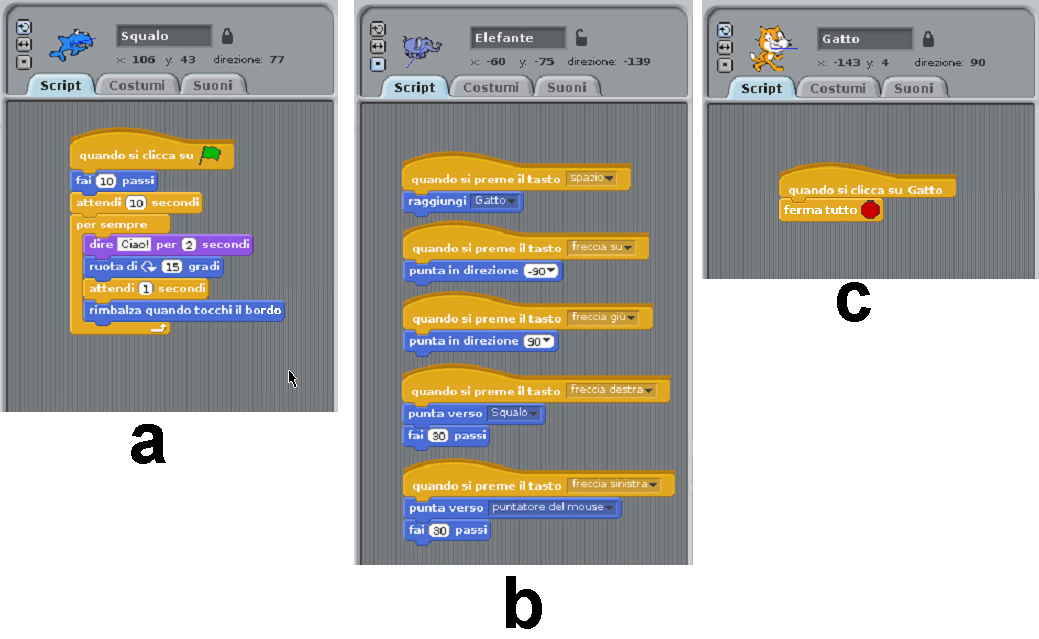 Squalo
x: 106 y: 43 direzione: 77
Script Costumi Suoni
quando si clicca su
fai 10 passi
attendi 10 secondi
per sempre
dire Ciao! per 2 secondi
ruota di 15 gradi
attendi 1 secondi
rimbalza quando tocchi il bordo
a
Elefante
x: -60 y: -75 direzione: -139
Script Costumi Suoni
quando si preme il tasto spazio
raggiungi Gatto
quando si preme il tasto freccia su
punta in direzione -90
quando si preme il tasto freccia giù
punta in direzione 90
quando si preme il tasto freccia destra
punta verso Squalo
fai 30 passi
quando si preme il tasto freccia sinistra
punta verso puntatore del mouse
fai 30 passi
b
Gatto
x: -143 y: 4 direzione: 90
Script Costumi Suoni
quando si clicca su Gatto
ferma tutto
c